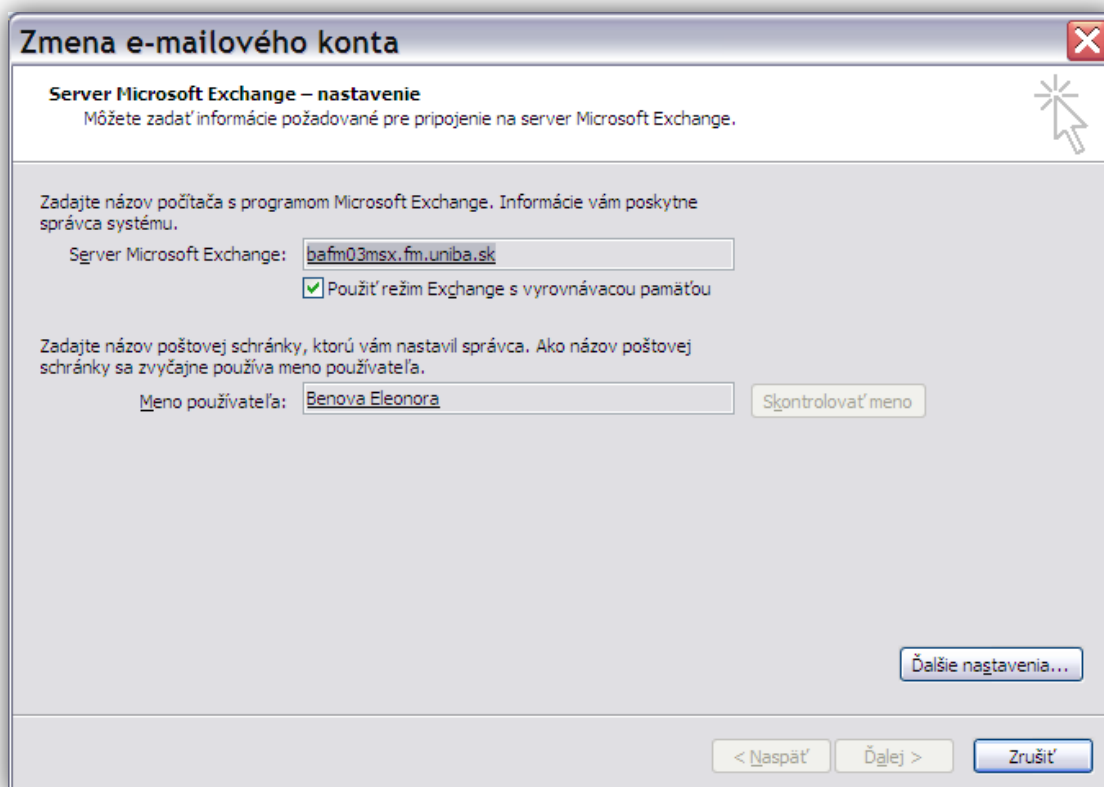 Zmena e-mailového konta
Server Microsoft Exchange – nastavenie
Môžete zadať informácie požadované pre pripojenie na server Microsoft Exchange.
Zadajte názov počítača s programom Microsoft Exchange. Informácie vám poskytne
správca systému.
Server Microsoft Exchange: bafm03msx.fm.uniba.sk
Použiť režim Exchange s vyrovnávacou pamäťou
Zadajte názov poštovej schránky, ktorú vám nastavil správca. Ako názov poštovej
schránky sa zvyčajne používa meno používateľa.
Meno používateľa: Benova Eleonora Skontrolovať meno
Ďalšie nastavenia...
< Naspäť Ďalej > Zrušiť